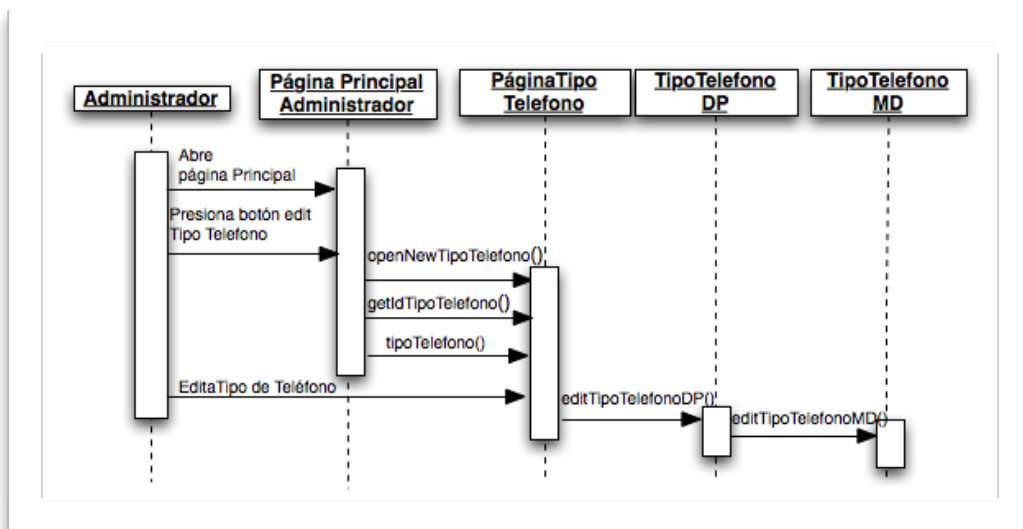 Administrador
Página Principal
Administrador
PáginaTipo
Telefono
TipoTelefono
DP
TipoTelefono
MD
Abre
página Principal
Presiona botón edit
Tipo Telefono
openNewTipoTelefono()
getIdTipoTelefono()
tipoTelefono()
EditaTipo de Teléfono
editTipoTelefonoDP()
editTipoTelefonoMD()